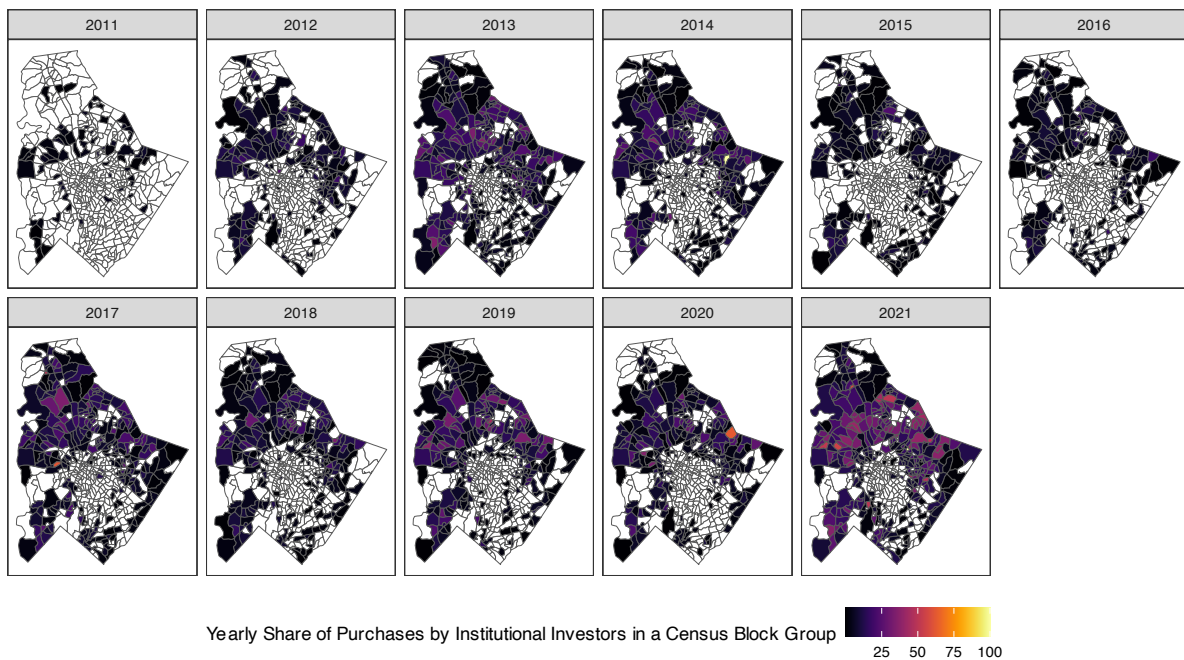 2011 2012 2013 2014 2015 2016
2017 2018 2019 2020 2021
Yearly Share of Purchases by Institutional Investors in a Census Block Group
25 50 75 100